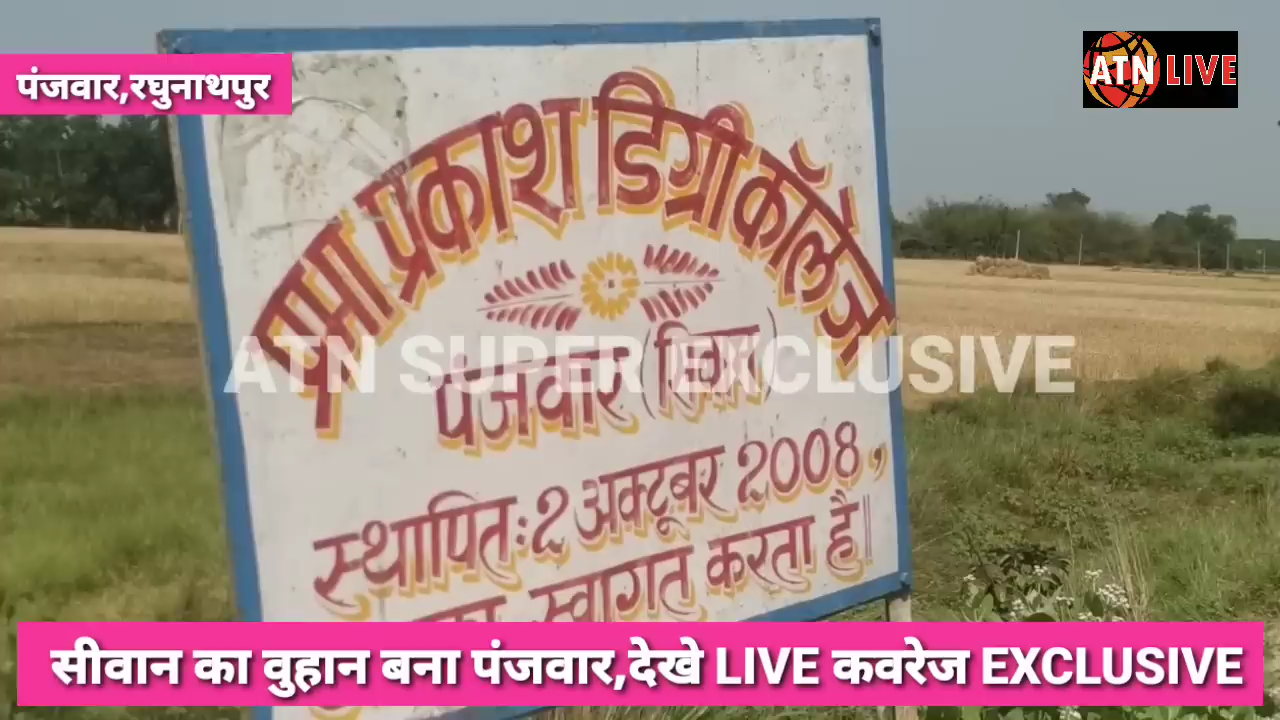 पंजवार,रघुनाथपुर
ATN LIVE
प्रकाश डिग्री कॉलेज
ATN SUPER EXCLUSIVE
पंजवार (सिवान)
स्थापितः 2 अक्टूबर 2008,
स्वागत करता है॥
सीवान का वुहान बना पंजवार,देखे LIVE कवरेज EXCLUSIVE